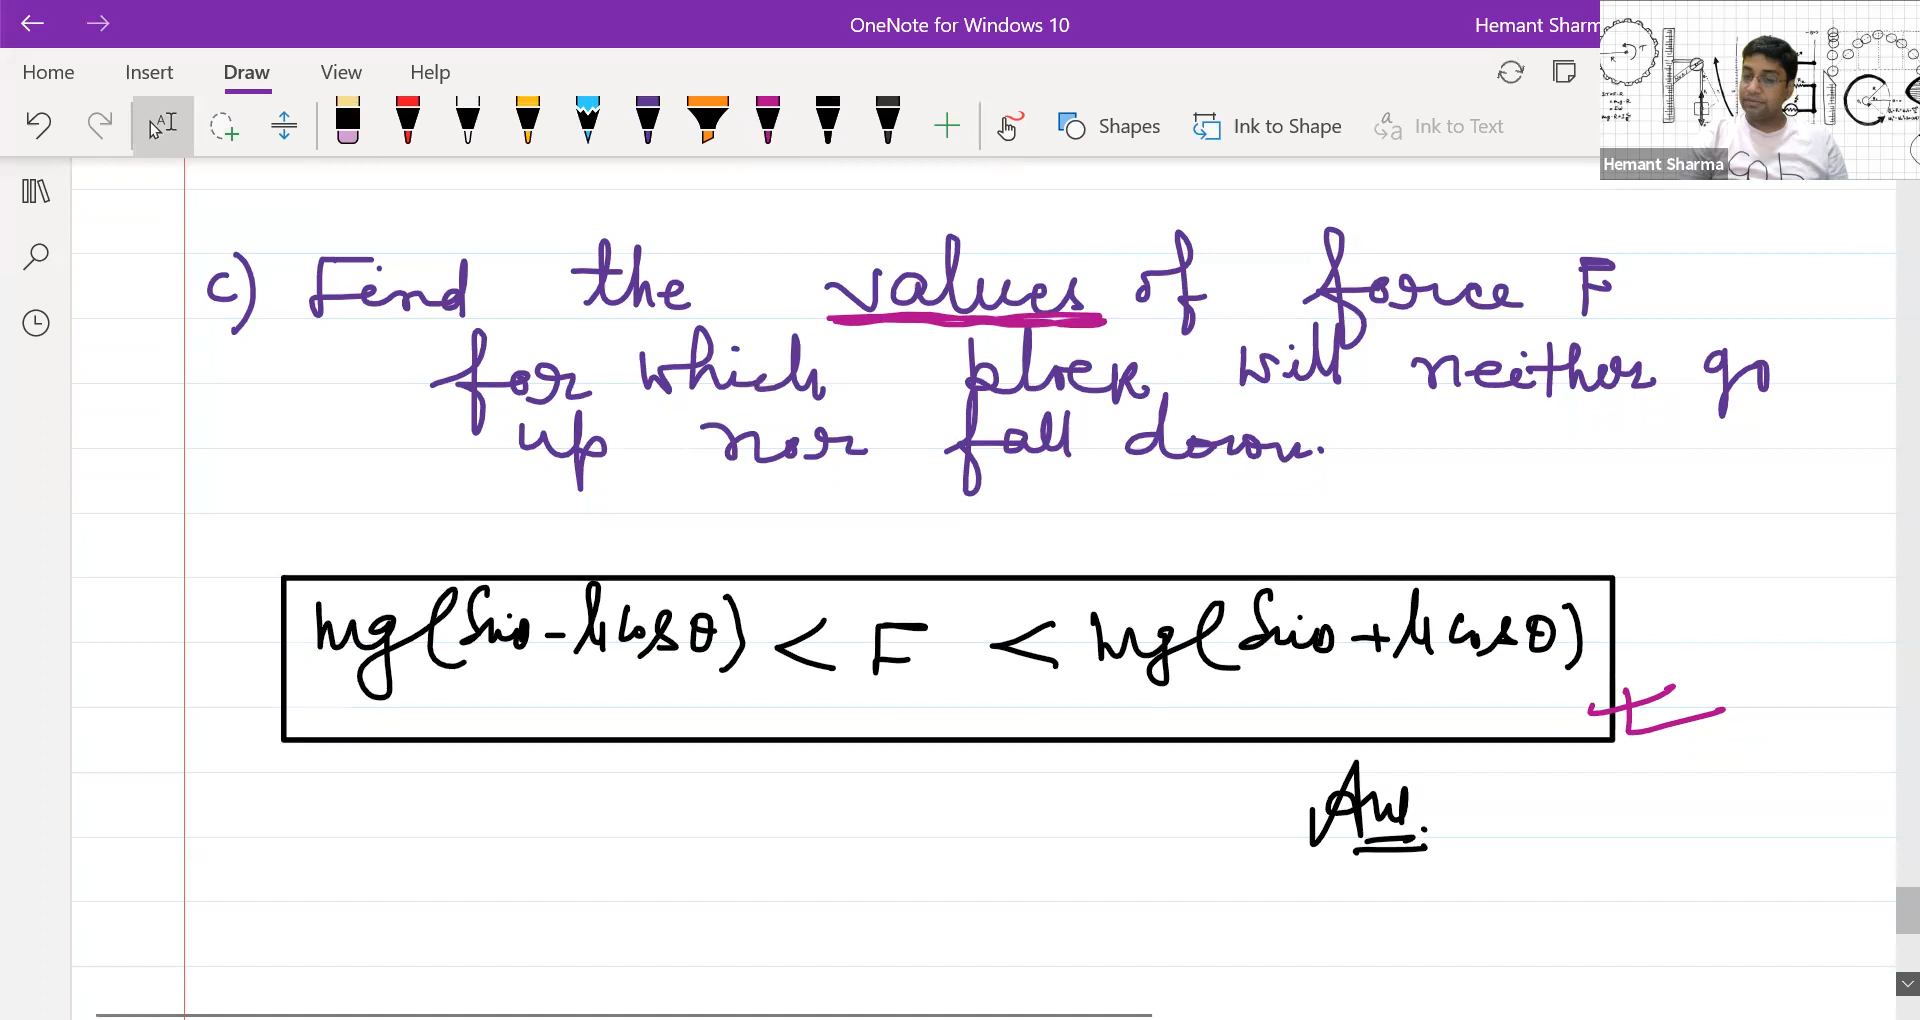 OneNote for Windows 10
Hemant Sharm
Home Insert Draw View Help
Shapes Ink to Shape Ink to Text
Hemant Sharma
c) Find the values of force F
for which block will neither go
up nor fall down.
mg(Sinθ - μ Cosθ) < F < mg(Sinθ + μ Cosθ)
Ans.